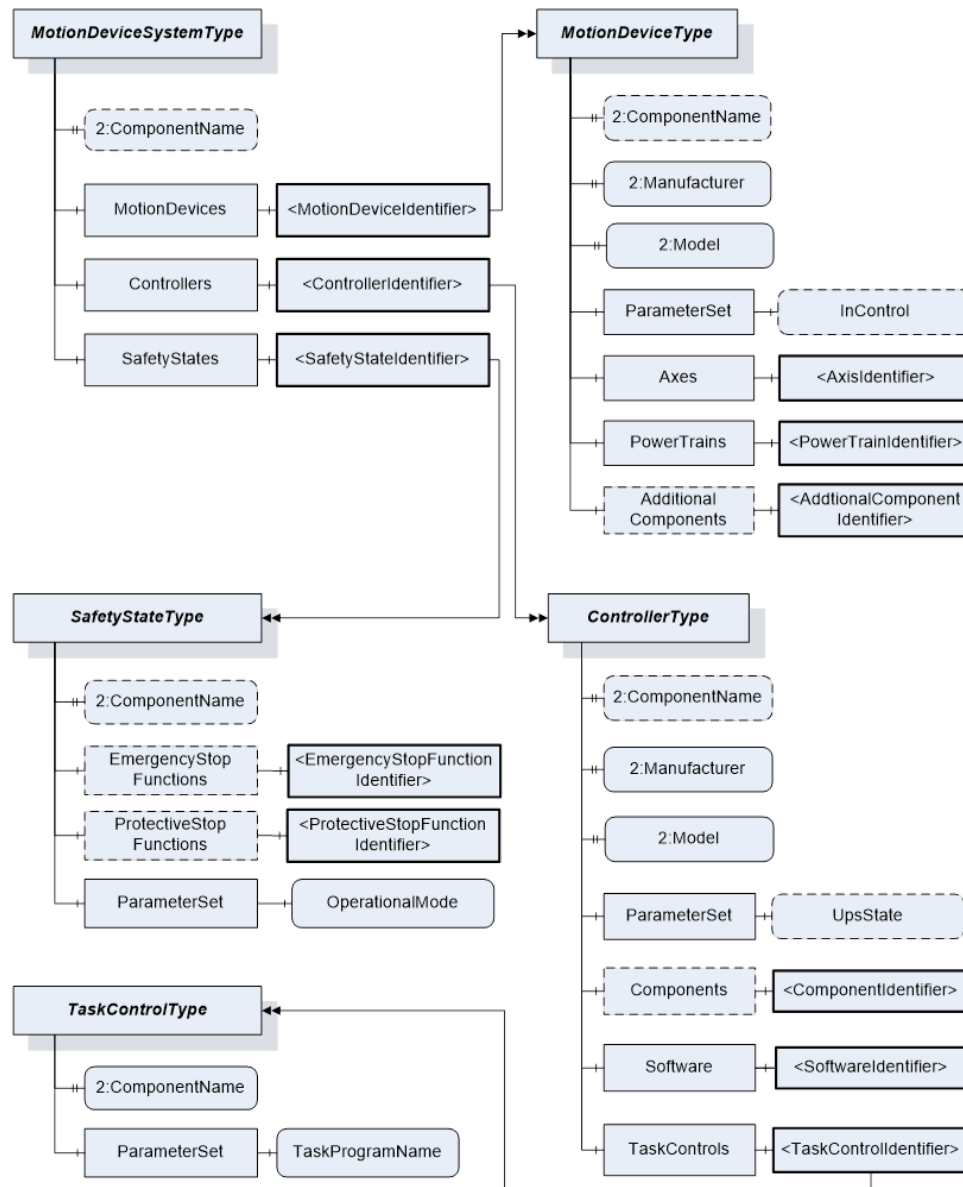 MotionDeviceSystemType
2:ComponentName
MotionDevices
<MotionDeviceIdentifier>
Controllers
<ControllerIdentifier>
SafetyStates
<SafetyStateIdentifier>
MotionDeviceType
2:ComponentName
2:Manufacturer
2:Model
ParameterSet
InControl
Axes
<AxisIdentifier>
PowerTrains
<PowerTrainIdentifier>
Additional
Components
<AddtionalComponent
Identifier>
SafetyStateType
2:ComponentName
EmergencyStop
Functions
<EmergencyStopFunction
Identifier>
ProtectiveStop
Functions
<ProtectiveStopFunction
Identifier>
ParameterSet
OperationalMode
ControllerType
2:ComponentName
2:Manufacturer
2:Model
ParameterSet
UpsState
Components
<ComponentIdentifier>
Software
<SoftwareIdentifier>
TaskControls
<TaskControlIdentifier>
TaskControlType
2:ComponentName
ParameterSet
TaskProgramName